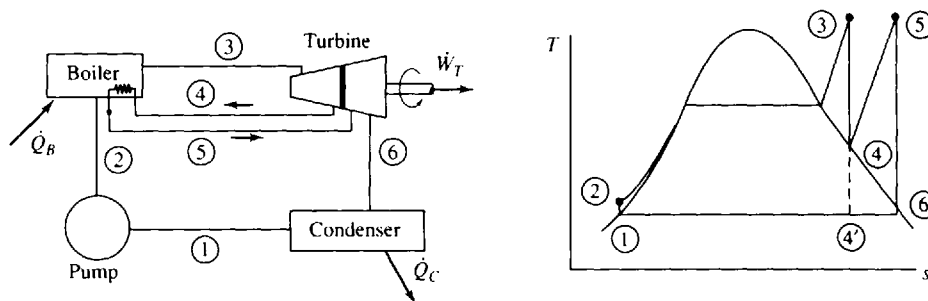 ③
Turbine
Boiler
Ẇ_T
④
Q̇_B
②
⑤
⑥
Pump
①
Condenser
Q̇_C
T
③
⑤
②
④
①
4′
⑥
s